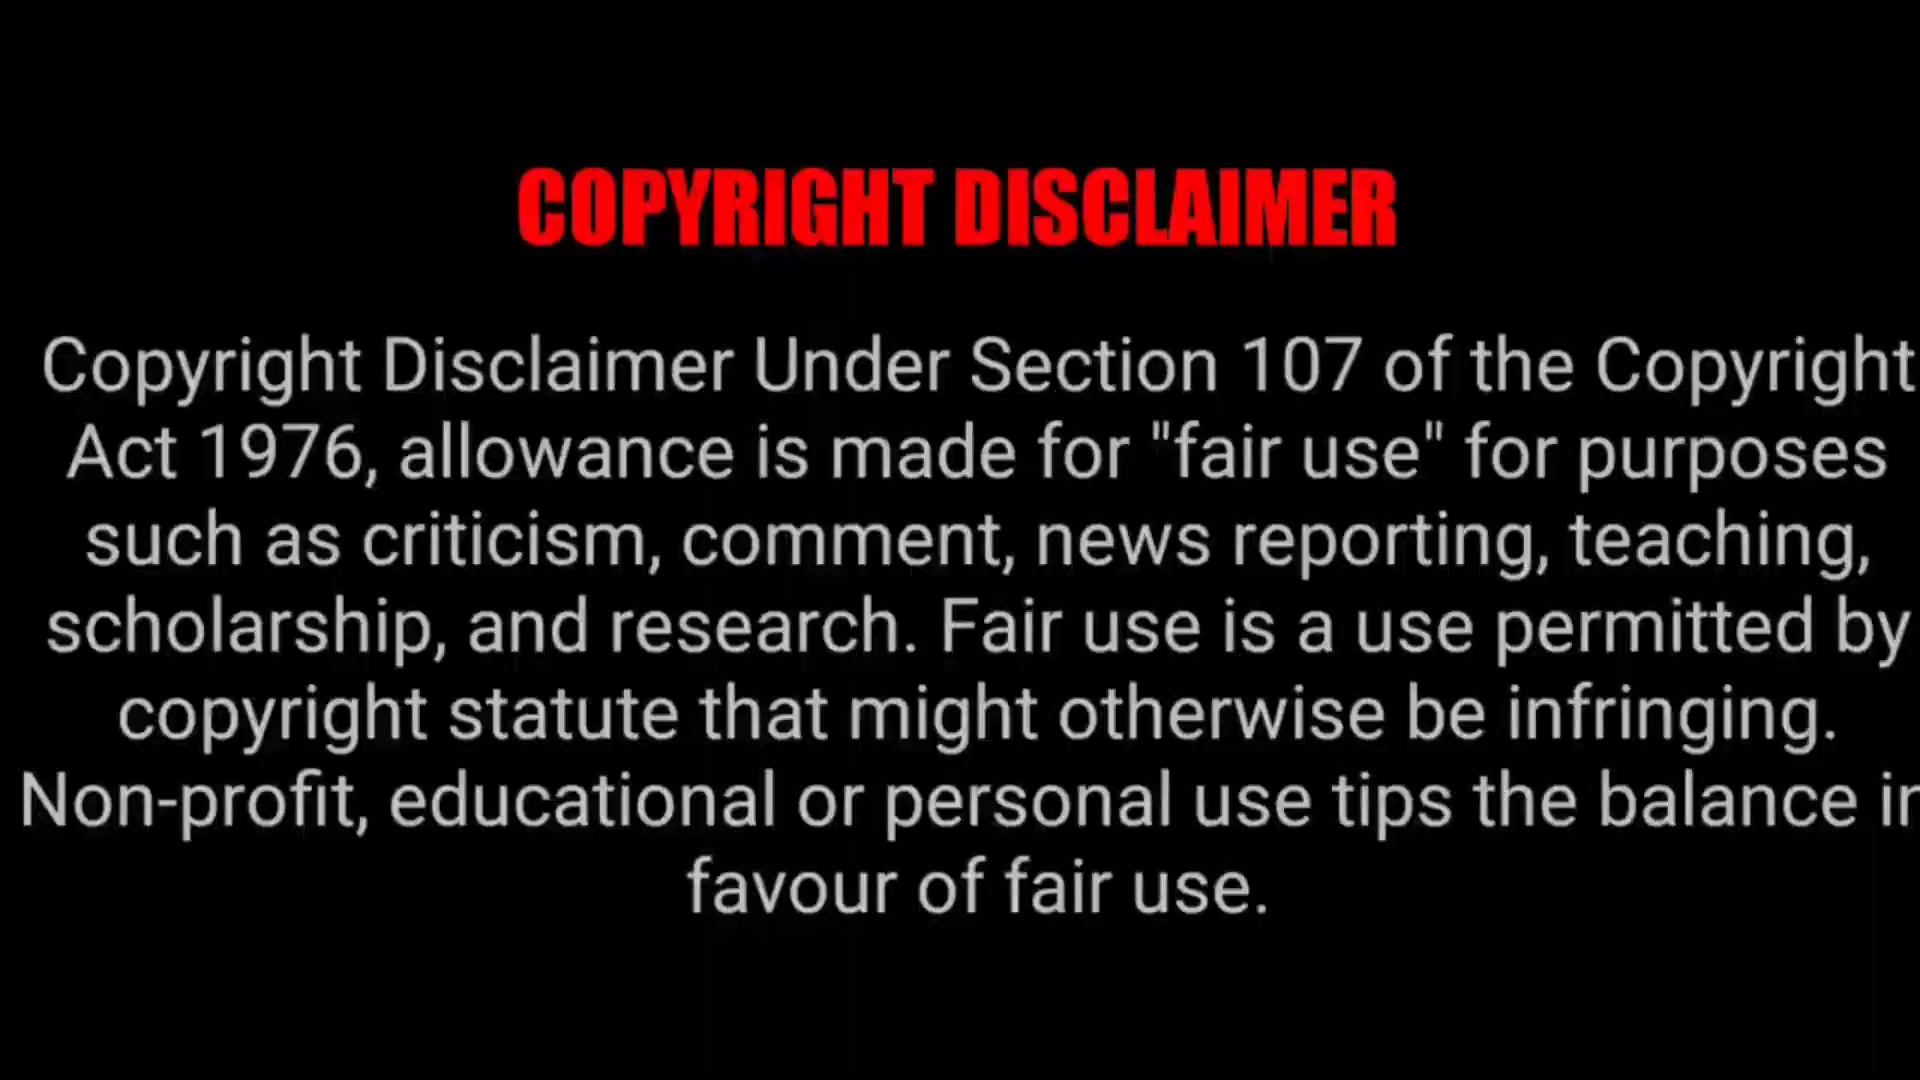 COPYRIGHT DISCLAIMER
Copyright Disclaimer Under Section 107 of the Copyright
Act 1976, allowance is made for "fair use" for purposes
such as criticism, comment, news reporting, teaching,
scholarship, and research. Fair use is a use permitted by
copyright statute that might otherwise be infringing.
Non-profit, educational or personal use tips the balance in
favour of fair use.